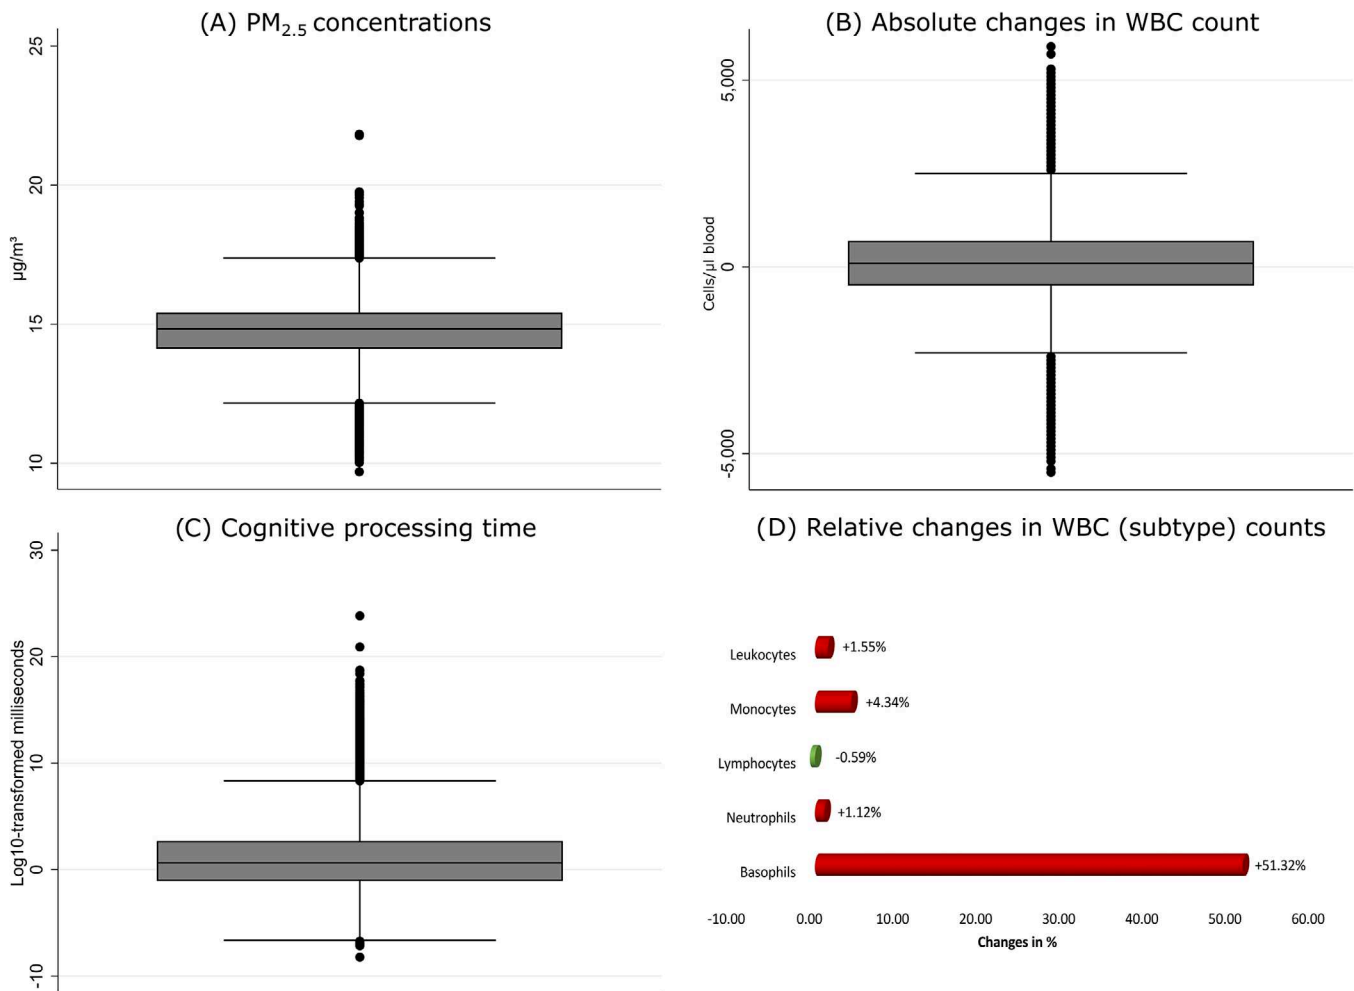 (A) PM2.5 concentrations
25
20
15
10
µg/m³
(B) Absolute changes in WBC count
5,000
0
-5,000
Cells/µl blood
(C) Cognitive processing time
30
20
10
0
-10
Log10-transformed milliseconds
(D) Relative changes in WBC (subtype) counts
Leukocytes +1.55%
Monocytes +4.34%
Lymphocytes -0.59%
Neutrophils +1.12%
Basophils +51.32%
-10.00 0.00 10.00 20.00 30.00 40.00 50.00 60.00
Changes in %